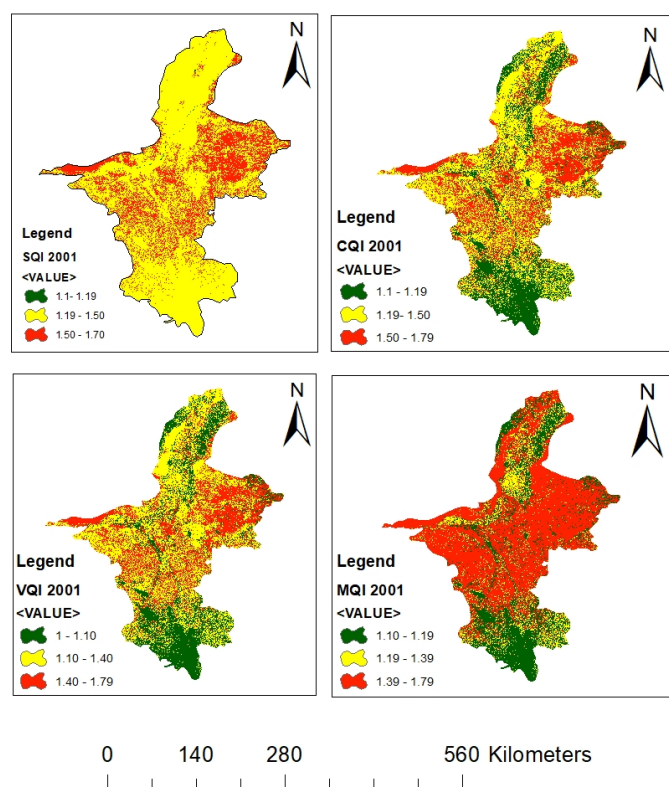 N
Legend
SQI 2001
<VALUE>
1.1- 1.19
1.19 - 1.50
1.50 - 1.70
N
Legend
CQI 2001
<VALUE>
1.1 - 1.19
1.19- 1.50
1.50 - 1.79
N
Legend
VQI 2001
<VALUE>
1 - 1.10
1.10 - 1.40
1.40 - 1.79
N
Legend
MQI 2001
<VALUE>
1.10 - 1.19
1.19 - 1.39
1.39 - 1.79
0 140 280 560 Kilometers